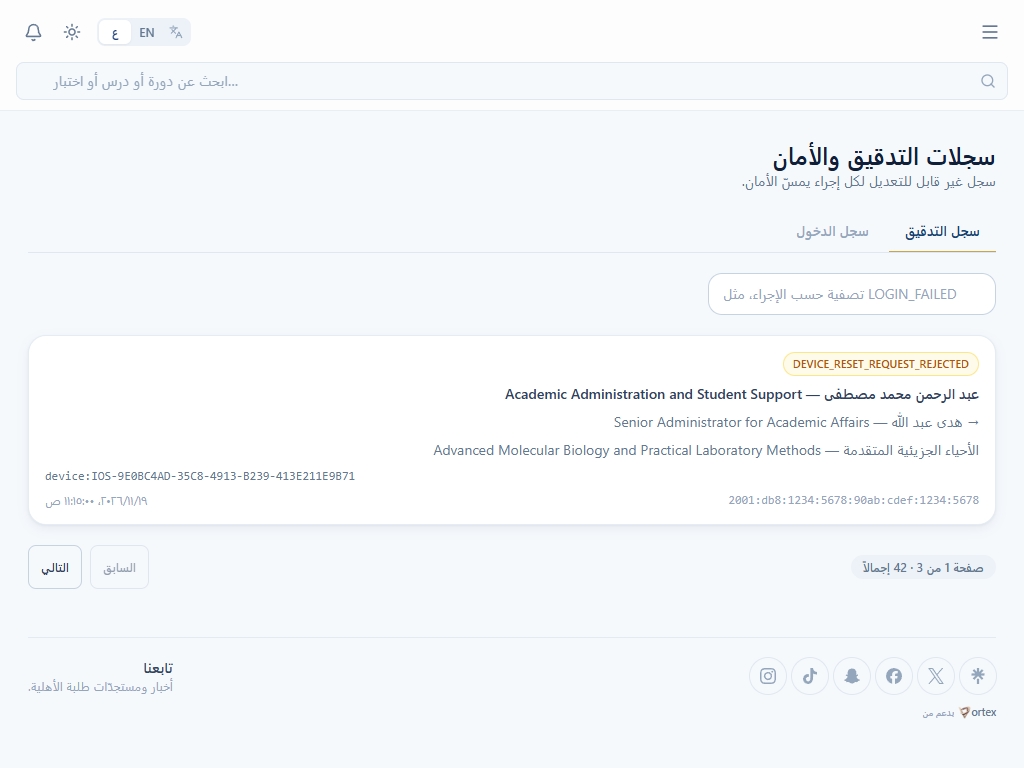 ع EN
ابحث عن دورة أو درس أو اختبار...
سجلات التدقيق والأمان
سجل غير قابل للتعديل لكل إجراء يمسّ الأمان.
سجل التدقيق
سجل الدخول
تصفية حسب الإجراء، مثل LOGIN_FAILED
DEVICE_RESET_REQUEST_REJECTED
عبد الرحمن محمد مصطفى — Academic Administration and Student Support
→ هدى عبد الله — Senior Administrator for Academic Affairs
الأحياء الجزيئية المتقدمة — Advanced Molecular Biology and Practical Laboratory Methods
device:IOS-9E0BC4AD-35C8-4913-B239-413E211E9B71
2001:db8:1234:5678:90ab:cdef:1234:5678
١٩‏/١١‏/٢٠٢٦، ١١:١٥:٠٠ ص
صفحة 1 من 3 · 42 إجمالاً
السابق
التالي
تابعنا
أخبار ومستجدّات طلبة الأهلية.
بدعم من ortex